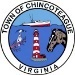 TOWN OF CHINCOTEAGUE
VIRGINIA